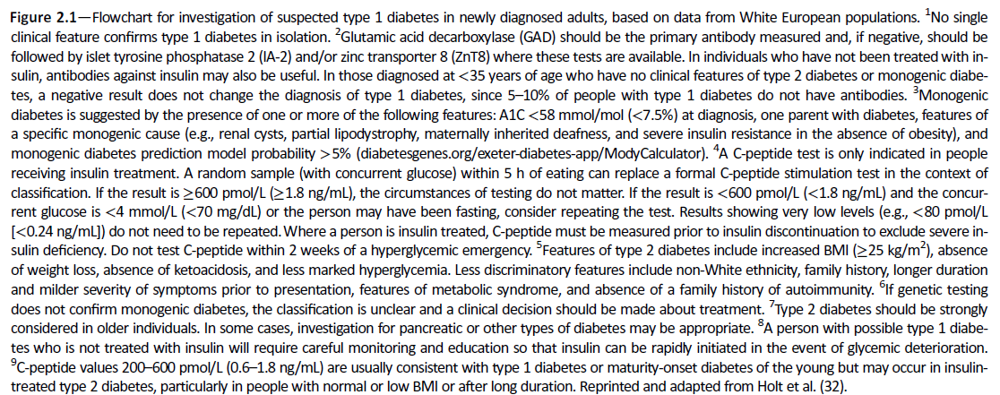 Figure 2.1—Flowchart for investigation of suspected type 1 diabetes in newly diagnosed adults, based on data from White European populations. ¹No single
clinical feature confirms type 1 diabetes in isolation. ²Glutamic acid decarboxylase (GAD) should be the primary antibody measured and, if negative, should be
followed by islet tyrosine phosphatase 2 (IA-2) and/or zinc transporter 8 (ZnT8) where these tests are available. In individuals who have not been treated with in-
sulin, antibodies against insulin may also be useful. In those diagnosed at <35 years of age who have no clinical features of type 2 diabetes or monogenic diabe-
tes, a negative result does not change the diagnosis of type 1 diabetes, since 5–10% of people with type 1 diabetes do not have antibodies. ³Monogenic
diabetes is suggested by the presence of one or more of the following features: A1C <58 mmol/mol (<7.5%) at diagnosis, one parent with diabetes, features of
a specific monogenic cause (e.g., renal cysts, partial lipodystrophy, maternally inherited deafness, and severe insulin resistance in the absence of obesity), and
monogenic diabetes prediction model probability >5% (diabetesgenes.org/exeter-diabetes-app/ModyCalculator). ⁴A C-peptide test is only indicated in people
receiving insulin treatment. A random sample (with concurrent glucose) within 5 h of eating can replace a formal C-peptide stimulation test in the context of
classification. If the result is ≥600 pmol/L (≥1.8 ng/mL), the circumstances of testing do not matter. If the result is <600 pmol/L (<1.8 ng/mL) and the concur-
rent glucose is <4 mmol/L (<70 mg/dL) or the person may have been fasting, consider repeating the test. Results showing very low levels (e.g., <80 pmol/L
[<0.24 ng/mL]) do not need to be repeated. Where a person is insulin treated, C-peptide must be measured prior to insulin discontinuation to exclude severe in-
sulin deficiency. Do not test C-peptide within 2 weeks of a hyperglycemic emergency. ⁵Features of type 2 diabetes include increased BMI (≥25 kg/m²), absence
of weight loss, absence of ketoacidosis, and less marked hyperglycemia. Less discriminatory features include non-White ethnicity, family history, longer duration
and milder severity of symptoms prior to presentation, features of metabolic syndrome, and absence of a family history of autoimmunity. ⁶If genetic testing
does not confirm monogenic diabetes, the classification is unclear and a clinical decision should be made about treatment. ⁷Type 2 diabetes should be strongly
considered in older individuals. In some cases, investigation for pancreatic or other types of diabetes may be appropriate. ⁸A person with possible type 1 diabe-
tes who is not treated with insulin will require careful monitoring and education so that insulin can be rapidly initiated in the event of glycemic deterioration.
⁹C-peptide values 200–600 pmol/L (0.6–1.8 ng/mL) are usually consistent with type 1 diabetes or maturity-onset diabetes of the young but may occur in insulin-
treated type 2 diabetes, particularly in people with normal or low BMI or after long duration. Reprinted and adapted from Holt et al. (32).